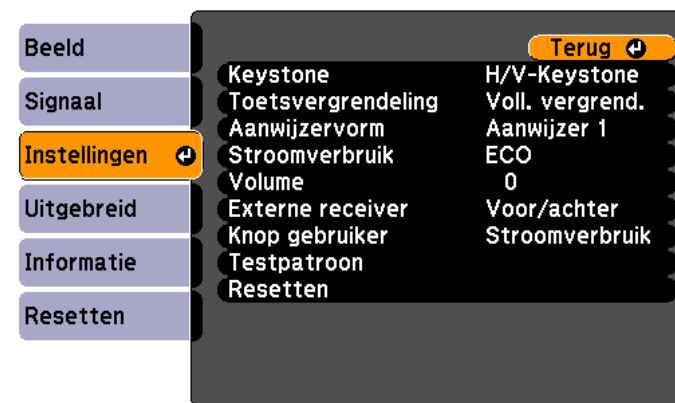 Beeld
Signaal
Instellingen
Uitgebreid
Informatie
Resetten
Terug
Keystone H/V-Keystone
Toetsvergrendeling Voll. vergrend.
Aanwijzervorm Aanwijzer 1
Stroomverbruik ECO
Volume 0
Externe receiver Voor/achter
Knop gebruiker Stroomverbruik
Testpatroon
Resetten